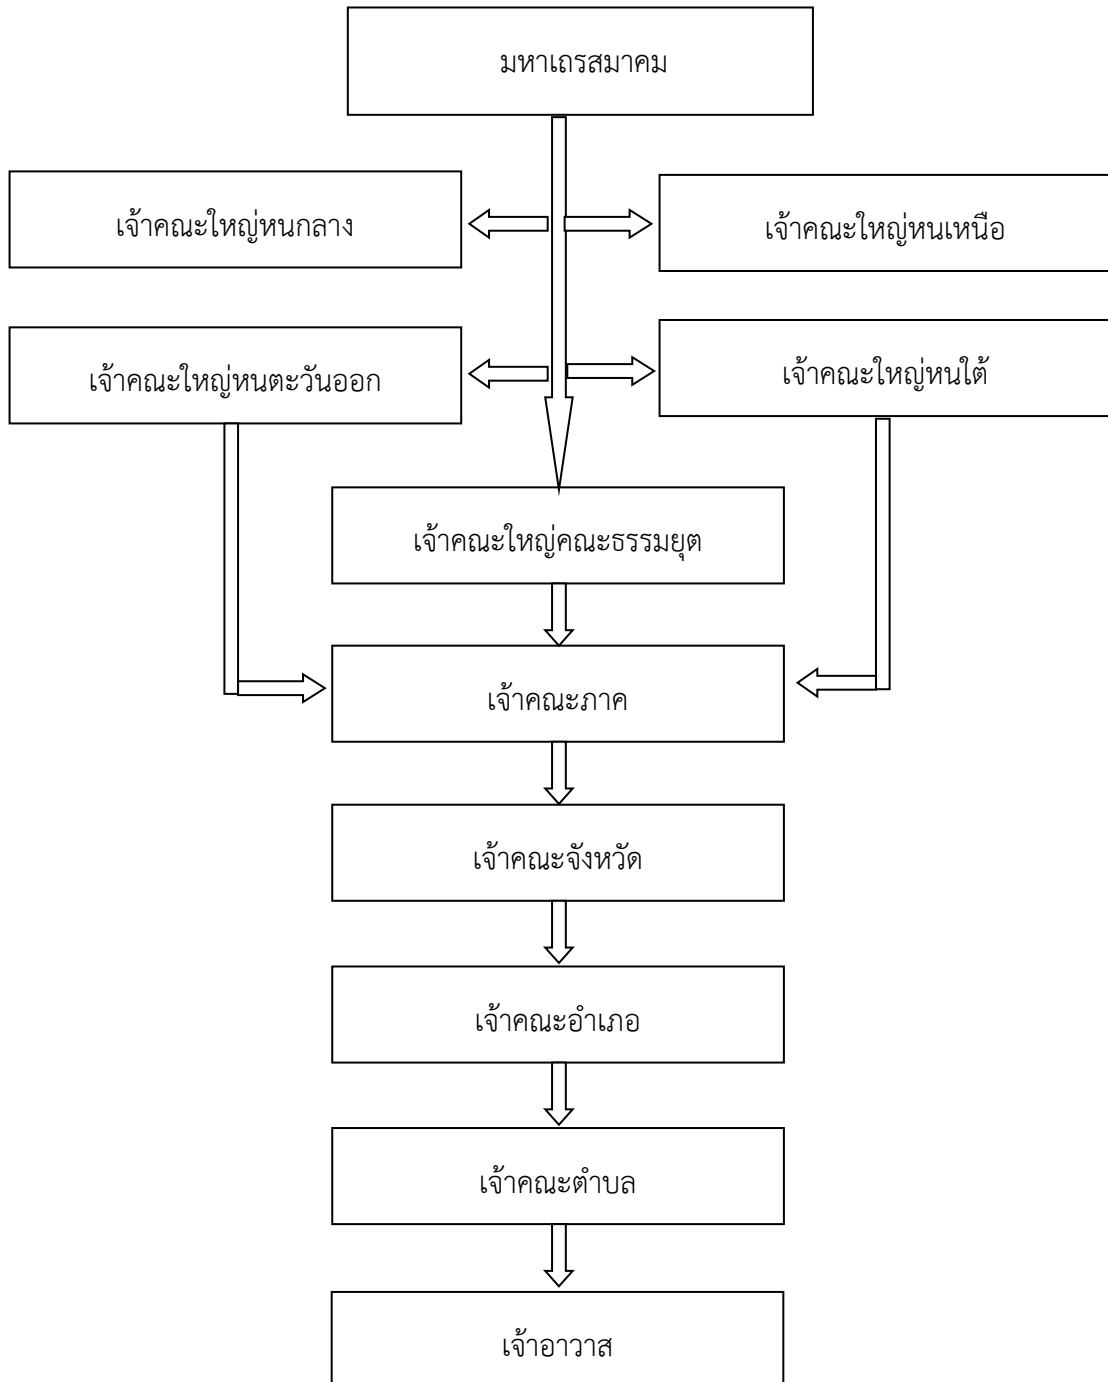 มหาเถรสมาคม
เจ้าคณะใหญ่หนกลาง
เจ้าคณะใหญ่หนเหนือ
เจ้าคณะใหญ่หนตะวันออก
เจ้าคณะใหญ่หนใต้
เจ้าคณะใหญ่คณะธรรมยุต
เจ้าคณะภาค
เจ้าคณะจังหวัด
เจ้าคณะอำเภอ
เจ้าคณะตำบล
เจ้าอาวาส